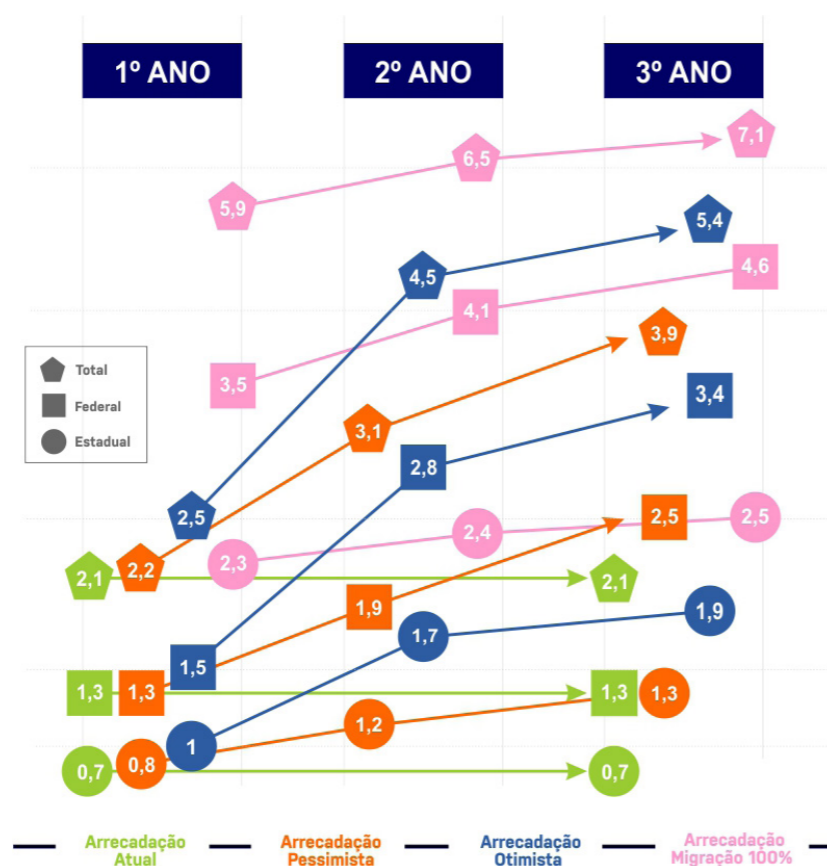 1º ANO
2º ANO
3º ANO
7,1
6,5
5,9
5,4
4,5
4,6
4,1
3,9
Total
Federal
Estadual
3,5
3,4
3,1
2,8
2,5
2,5
2,5
2,4
2,3
2,1
2,2
2,1
1,9
1,9
1,7
1,5
1,3
1,3
1,3
1,3
1,2
1
0,7
0,8
0,7
Arrecadação
Atual
Arrecadação
Pessimista
Arrecadação
Otimista
Arrecadação
Migração 100%